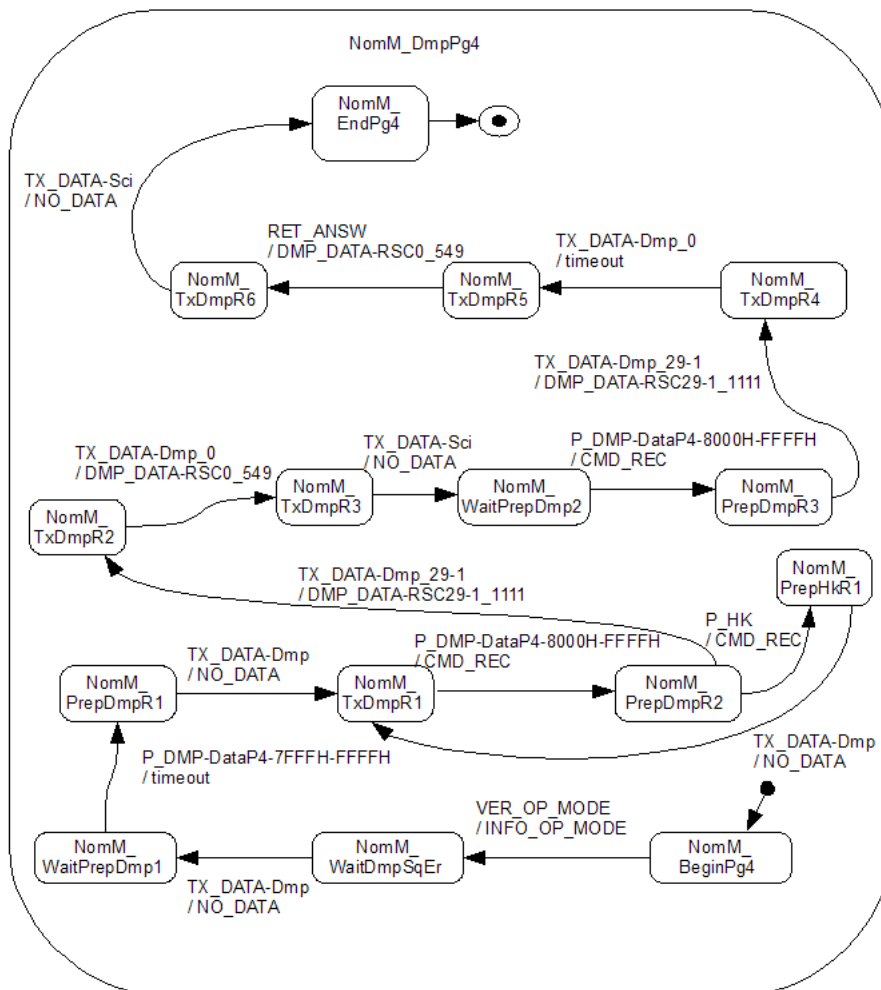 NomM_DmpPg4
NomM_
EndPg4
TX_DATA-Sci
/ NO_DATA
RET_ANSW
/ DMP_DATA-RSC0_549
TX_DATA-Dmp_0
/ timeout
NomM_
TxDmpR6
NomM_
TxDmpR5
NomM_
TxDmpR4
TX_DATA-Dmp_29-1
/ DMP_DATA-RSC29-1_1111
TX_DATA-Dmp_0
/ DMP_DATA-RSC0_549
TX_DATA-Sci
/ NO_DATA
P_DMP-DataP4-8000H-FFFFH
/ CMD_REC
NomM_
TxDmpR2
NomM_
TxDmpR3
NomM_
WaitPrepDmp2
NomM_
PrepDmpR3
TX_DATA-Dmp_29-1
/ DMP_DATA-RSC29-1_1111
NomM_
PrepHkR1
TX_DATA-Dmp
/ NO_DATA
P_DMP-DataP4-8000H-FFFFH
/ CMD_REC
P_HK
/ CMD_REC
NomM_
PrepDmpR1
NomM_
TxDmpR1
NomM_
PrepDmpR2
P_DMP-DataP4-7FFFH-FFFFH
/ timeout
TX_DATA-Dmp
/ NO_DATA
VER_OP_MODE
/ INFO_OP_MODE
NomM_
WaitPrepDmp1
NomM_
WaitDmpSqEr
NomM_
BeginPg4
TX_DATA-Dmp
/ NO_DATA